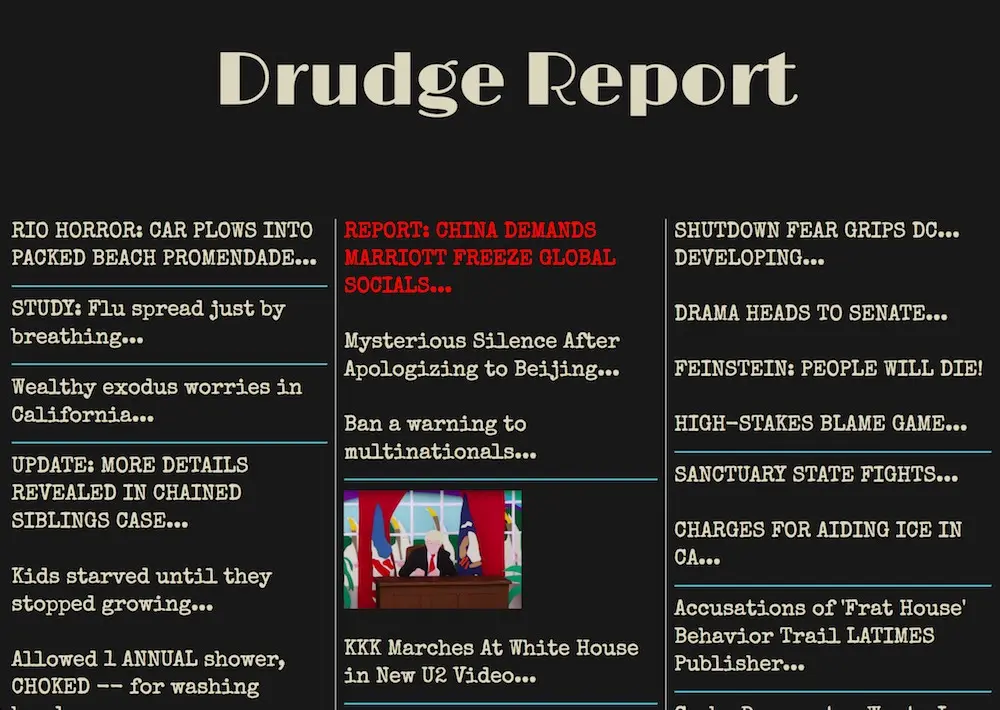 Drudge Report
RIO HORROR: CAR PLOWS INTO
PACKED BEACH PROMENDADE...
STUDY: Flu spread just by
breathing...
Wealthy exodus worries in
California...
UPDATE: MORE DETAILS
REVEALED IN CHAINED
SIBLINGS CASE...
Kids starved until they
stopped growing...
Allowed 1 ANNUAL shower,
CHOKED -- for washing
REPORT: CHINA DEMANDS
MARRIOTT FREEZE GLOBAL
SOCIALS...
Mysterious Silence After
Apologizing to Beijing...
Ban a warning to
multinationals...
KKK Marches At White House
in New U2 Video...
SHUTDOWN FEAR GRIPS DC...
DEVELOPING...
DRAMA HEADS TO SENATE...
FEINSTEIN: PEOPLE WILL DIE!
HIGH-STAKES BLAME GAME...
SANCTUARY STATE FIGHTS...
CHARGES FOR AIDING ICE IN
CA...
Accusations of 'Frat House'
Behavior Trail LATIMES
Publisher...